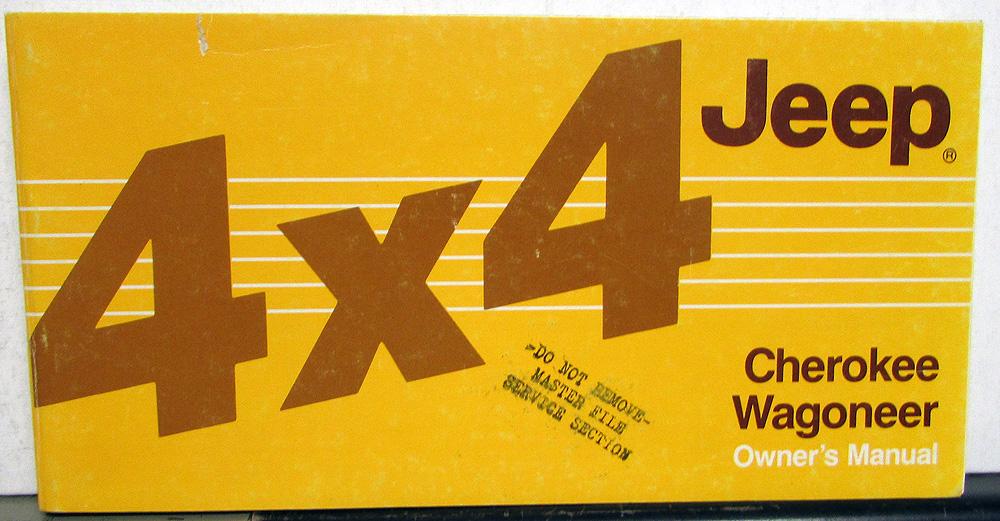 4x4
Jeep®
-DO NOT REMOVE-
MASTER FILE
SERVICE SECTION
Cherokee
Wagoneer
Owner's Manual